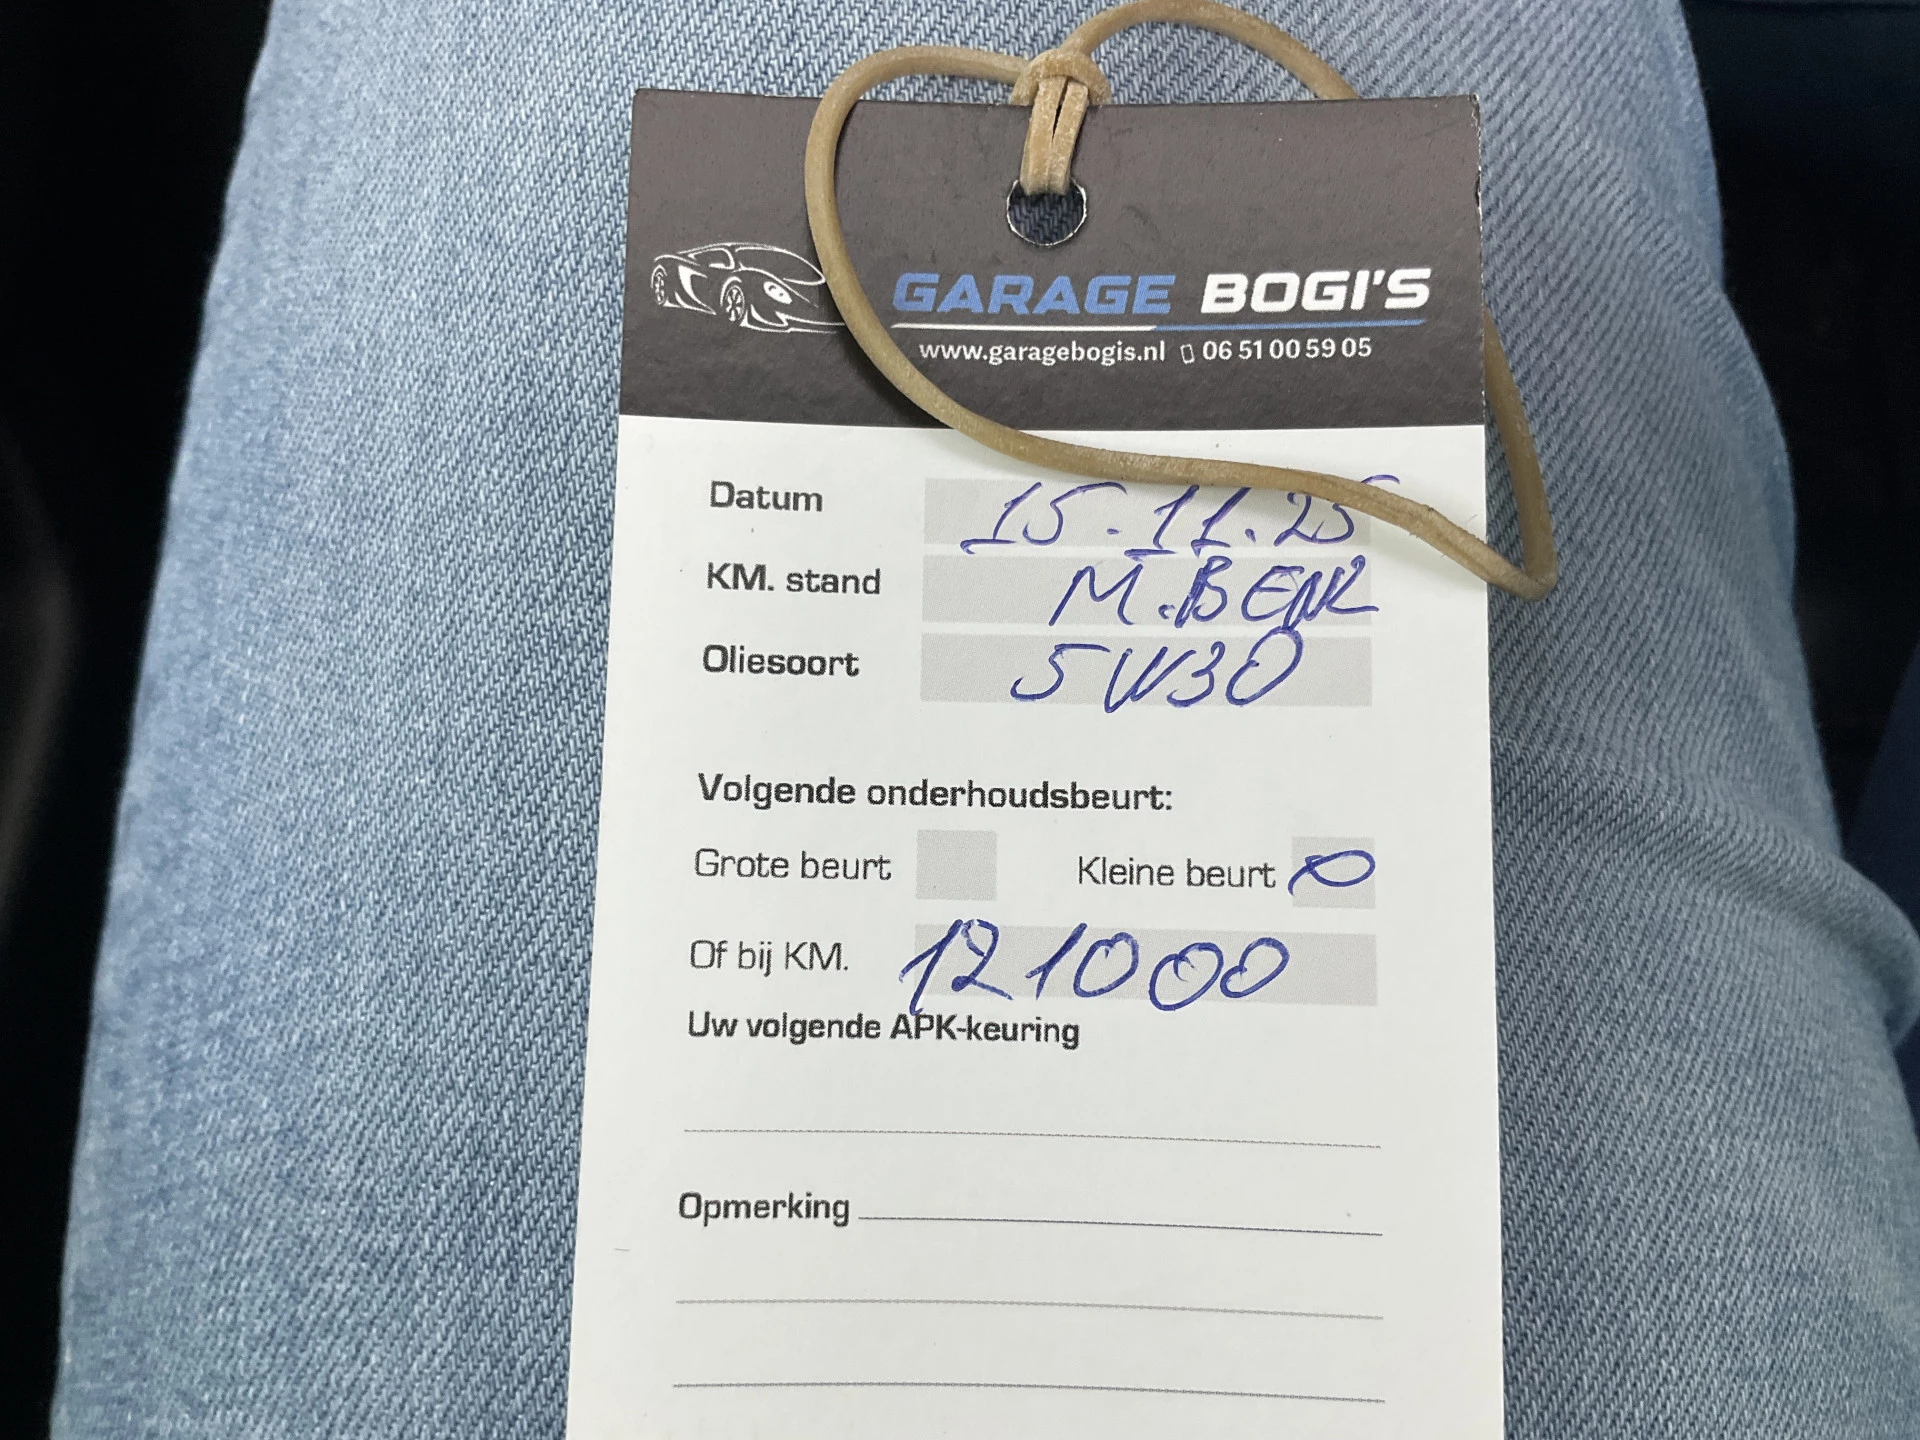 GARAGE BOGI'S
www.garagebogis.nl 06 51 00 59 05
Datum 15.11.25
KM. stand M.BENZ
Oliesoort 5W30
Volgende onderhoudsbeurt:
Grote beurt Kleine beurt
Of bij KM. 121000
Uw volgende APK-keuring
Opmerking